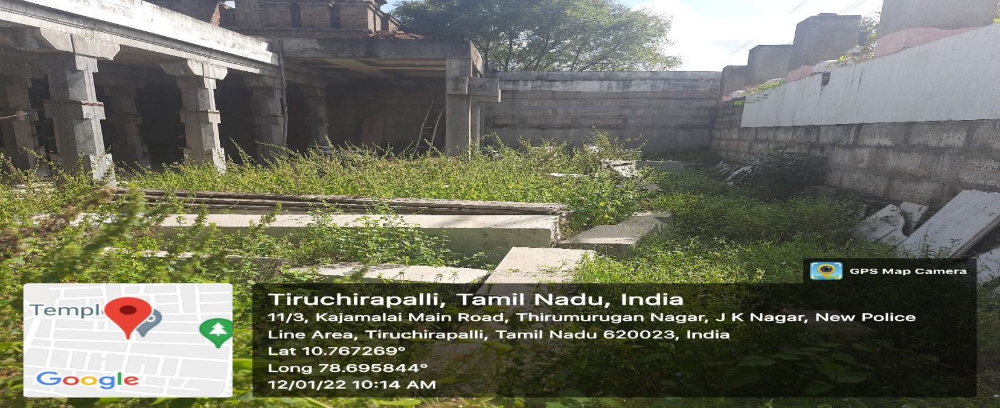 GPS Map Camera
Tiruchirapalli, Tamil Nadu, India
11/3, Kajamalai Main Road, Thirumurugan Nagar, J K Nagar, New Police
Line Area, Tiruchirapalli, Tamil Nadu 620023, India
Lat 10.767269°
Long 78.695844°
12/01/22 10:14 AM
Templ
Google